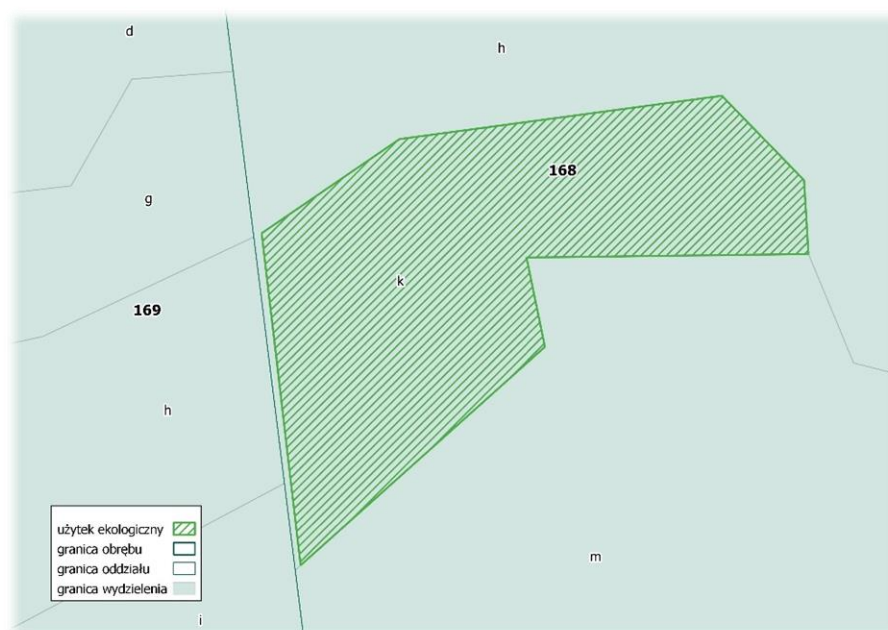 d
h
168
g
k
169
h
użytek ekologiczny
granica obrębu
granica oddziału
granica wydzielenia
m
i